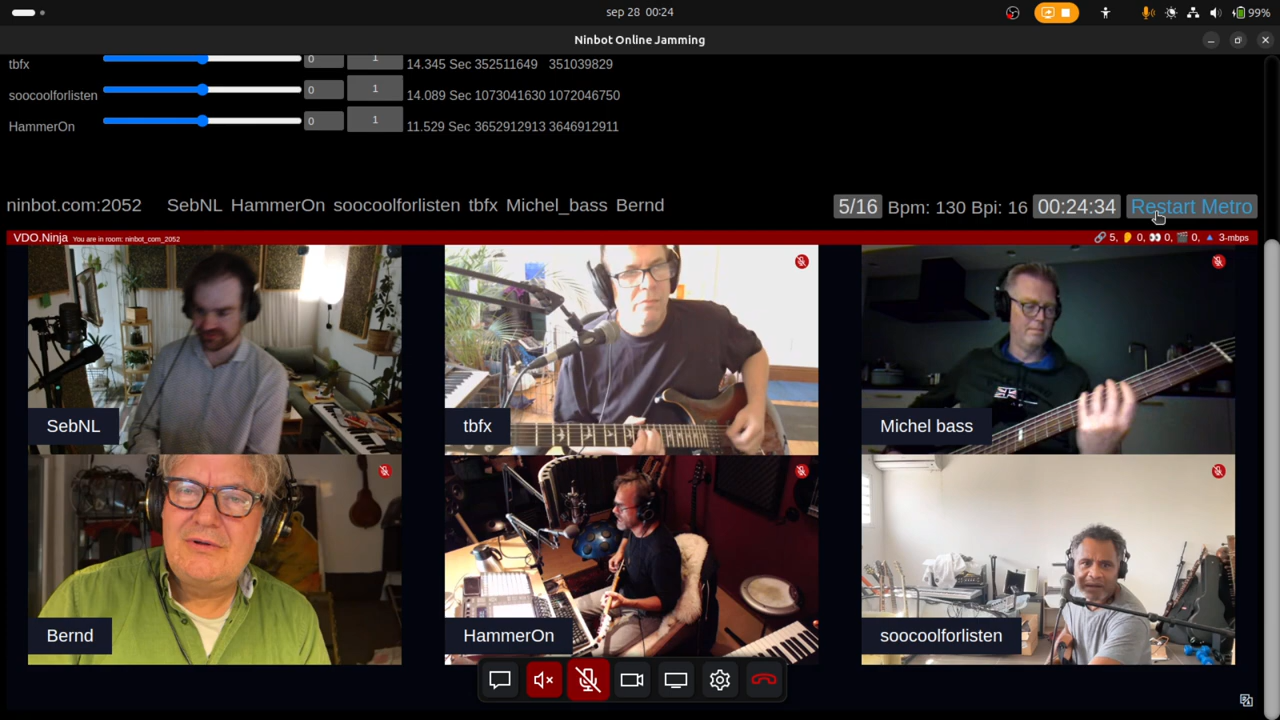 sep 28 00:24
99%
Ninbot Online Jamming
tbfx 0 1 14.345 Sec 352511649 351039829
soocoolforlisten 0 1 14.089 Sec 1073041630 1072046750
HammerOn 0 1 11.529 Sec 3652912913 3646912911
ninbot.com:2052 SebNL HammerOn soocoolforlisten tbfx Michel_bass Bernd 5/16 Bpm: 130 Bpi: 16 00:24:34 Restart Metro
VDO.Ninja You are in room: ninbot_com_2052 5, 0, 0, 0, 3-mbps
SebNL
tbfx
Michel bass
Bernd
HammerOn
soocoolforlisten